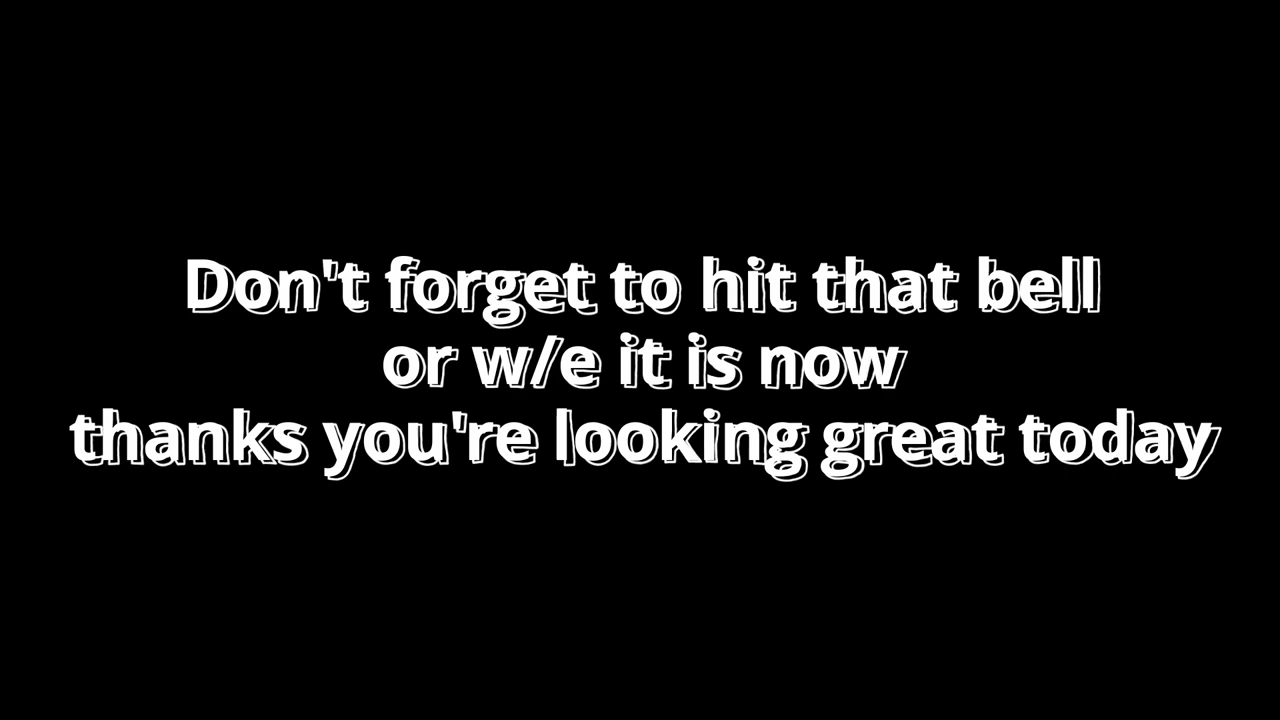 Don't forget to hit that bell
or w/e it is now
thanks you're looking great today